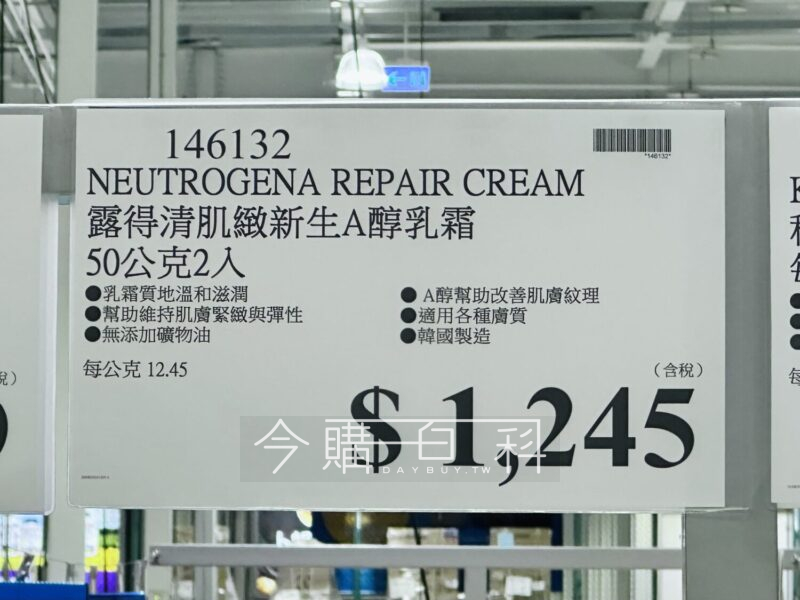 146132
*146132*
NEUTROGENA REPAIR CREAM
露得清肌緻新生A醇乳霜
50公克2入
●乳霜質地溫和滋潤
●幫助維持肌膚緊緻與彈性
●無添加礦物油
●A醇幫助改善肌膚紋理
●適用各種膚質
●韓國製造
每公克 12.45
(含稅)
$ 1,245
今購百科
DAYBUY.TW